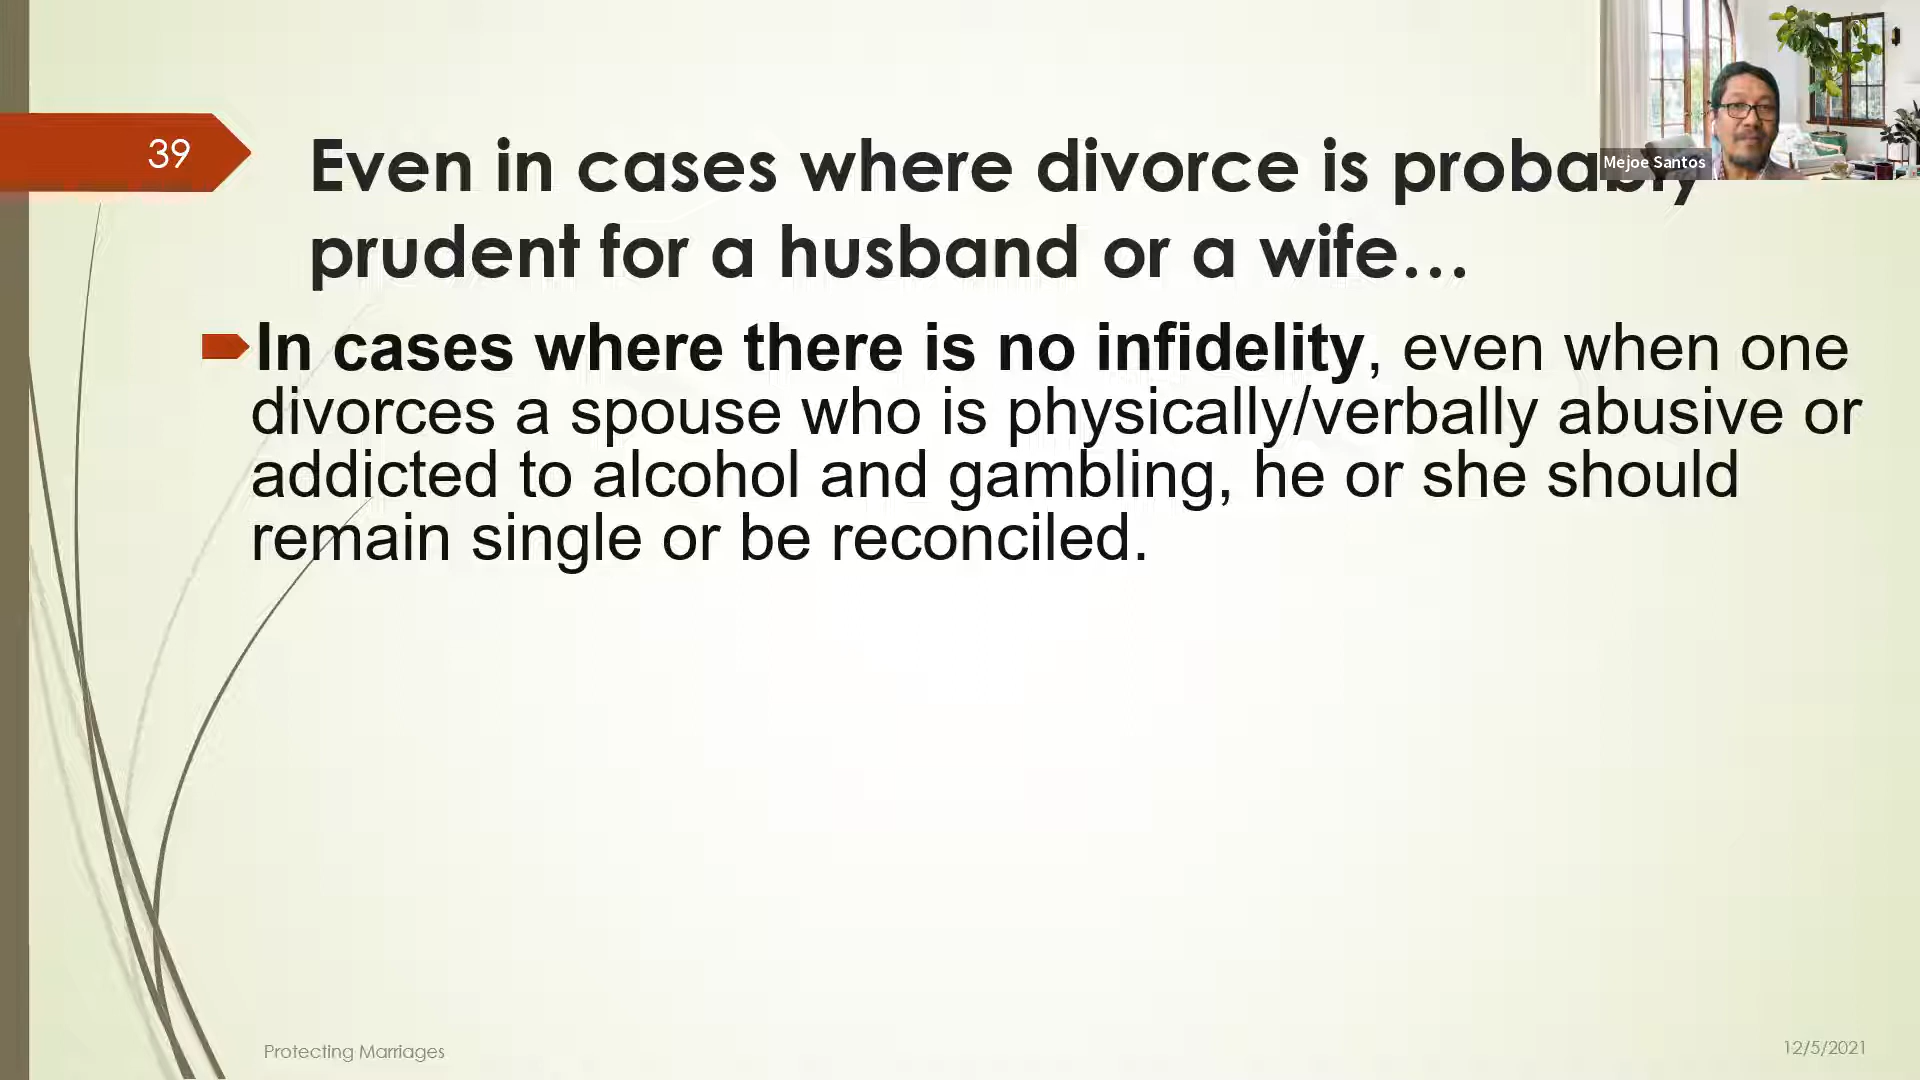 39
Even in cases where divorce is probably
Mejoe Santos
prudent for a husband or a wife...
In cases where there is no infidelity, even when one
divorces a spouse who is physically/verbally abusive or
addicted to alcohol and gambling, he or she should
remain single or be reconciled.
Protecting Marriages
12/5/2021